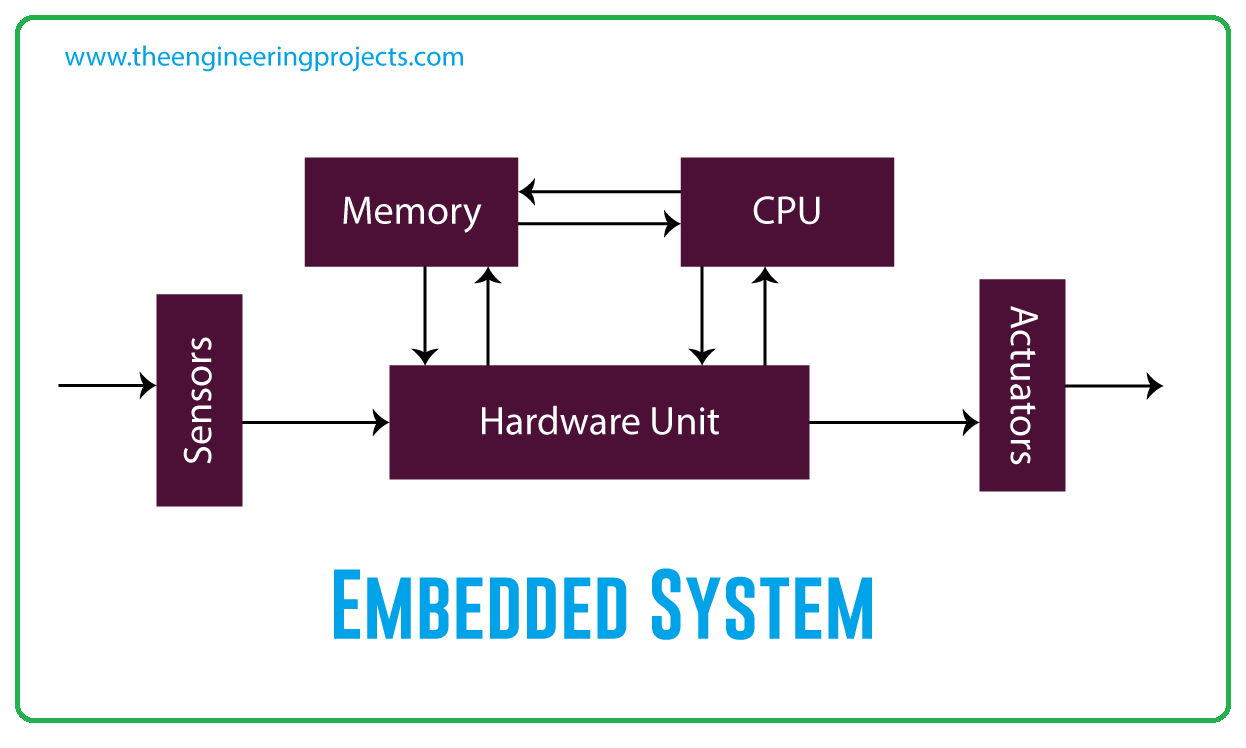 www.theengineeringprojects.com
Memory
CPU
Sensors
Hardware Unit
Actuators
EMBEDDED SYSTEM